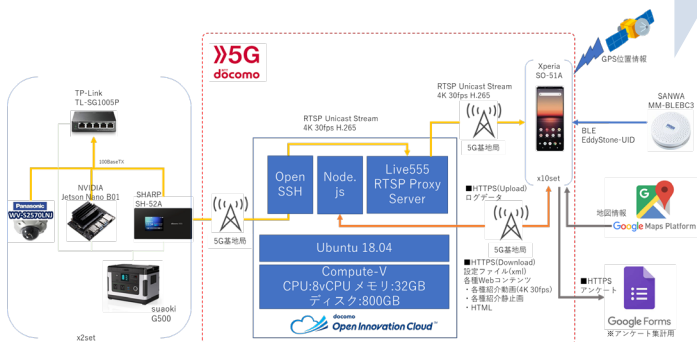 5G
docomo
GPS位置情報
Xperia
SO-51A
TP-Link
TL-SG1005P
RTSP Unicast Stream
4K 30fps H.265
SANWA
MM-BLEBC3
RTSP Unicast Stream
4K 30fps H.265
BLE
EddyStone-UID
5G基地局
100BaseTX
NVIDIA
Jetson Nano B01
SHARP
SH-52A
Panasonic
WV-S2570LNJ
Open
SSH
Node.
js
Live555
RTSP Proxy
Server
x10set
■HTTPS(Upload)
ログデータ
地図情報
Google Maps Platform
5G基地局
5G基地局
Ubuntu 18.04
■HTTPS(Download)
設定ファイル(xml)
各種Webコンテンツ
・各種紹介動画(4K 30fps)
・各種紹介静止画
・HTML
Compute-V
CPU:8vCPU メモリ:32GB
ディスク:800GB
■HTTPS
アンケート
suaoki
G500
docomo
Open Innovation Cloud™
Google Forms
※アンケート集計用
x2set